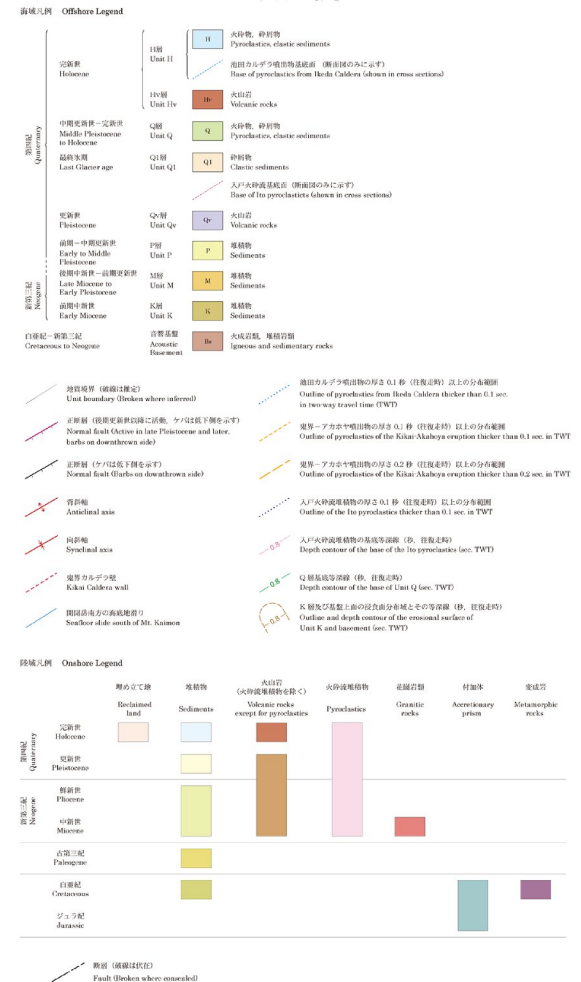 海域凡例 Offshore Legend
第四紀
Quaternary
完新世
Holocene
H層
Unit H
H
火砕物, 砕屑物
Pyroclastics, clastic sediments
池田カルデラ噴出物基底面 (断面図のみに示す)
Base of pyroclastics from Ikeda Caldera (shown in cross sections)
Hv層
Unit Hv
Hv
火山岩
Volcanic rocks
中期更新世－完新世
Middle Pleistocene
to Holocene
Q層
Unit Q
Q
火砕物, 砕屑物
Pyroclastics, clastic sediments
最終氷期
Last Glacier age
Q1層
Unit Q1
Q1
砕屑物
Clastic sediments
入戸火砕流基底面 (断面図のみに示す)
Base of Ito pyroclastics (shown in cross sections)
更新世
Pleistocene
Qv層
Unit Qv
Qv
火山岩
Volcanic rocks
前期－中期更新世
Early to Middle
Pleistocene
P層
Unit P
P
堆積物
Sediments
新第三紀
Neogene
後期中新世－前期更新世
Late Miocene to
Early Pleistocene
M層
Unit M
M
堆積物
Sediments
前期中新世
Early Miocene
K層
Unit K
K
堆積物
Sediments
白亜紀－新第三紀
Cretaceous to Neogene
音響基盤
Acoustic
Basement
Bs
火成岩類, 堆積岩類
Igneous and sedimentary rocks
地質境界 (破線は推定)
Unit boundary (Broken where inferred)
正断層 (後期更新世以降に活動, ケバは低下側を示す)
Normal fault (Active in late Pleistocene and later,
barbs on downthrown side)
正断層 (ケバは低下側を示す)
Normal fault (Barbs on downthrown side)
背斜軸
Anticlinal axis
向斜軸
Synclinal axis
鬼界カルデラ壁
Kikai Caldera wall
開聞岳南方の海底地滑り
Seafloor slide south of Mt. Kaimon
池田カルデラ噴出物の厚さ 0.1 秒 (往復走時) 以上の分布範囲
Outline of pyroclastics from Ikeda Caldera thicker than 0.1 sec.
in two-way travel time (TWT)
鬼界－アカホヤ噴出物の厚さ 0.1 秒 (往復走時) 以上の分布範囲
Outline of pyroclastics of the Kikai-Akahoya eruption thicker than 0.1 sec. in TWT
鬼界－アカホヤ噴出物の厚さ 0.2 秒 (往復走時) 以上の分布範囲
Outline of pyroclastics of the Kikai-Akahoya eruption thicker than 0.2 sec. in TWT
入戸火砕流堆積物の厚さ 0.1 秒 (往復走時) 以上の分布範囲
Outline of the Ito pyroclastics thicker than 0.1 sec. in TWT
0.8
入戸火砕流堆積物の基底等深線 (秒, 往復走時)
Depth contour of the base of the Ito pyroclastics (sec. TWT)
0.8
Q 層基底等深線 (秒, 往復走時)
Depth contour of the base of Unit Q (sec. TWT)
0.8
K 層及び基盤上面の浸食面分布域とその等深線 (秒, 往復走時)
Outline and depth contour of the erosional surface of
Unit K and basement (sec. TWT)
陸域凡例 Onshore Legend
埋め立て地
Reclaimed
land
堆積物
Sediments
火山岩
(火砕流堆積物を除く)
Volcanic rocks
except for pyroclastics
火砕流堆積物
Pyroclastics
花崗岩類
Granitic
rocks
付加体
Accretionary
prism
変成岩
Metamorphic
rocks
第四紀
Quaternary
完新世
Holocene
更新世
Pleistocene
新第三紀
Neogene
鮮新世
Pliocene
中新世
Miocene
古第三紀
Paleogene
白亜紀
Cretaceous
ジュラ紀
Jurassic
断層 (破線は伏在)
Fault (Broken where concealed)